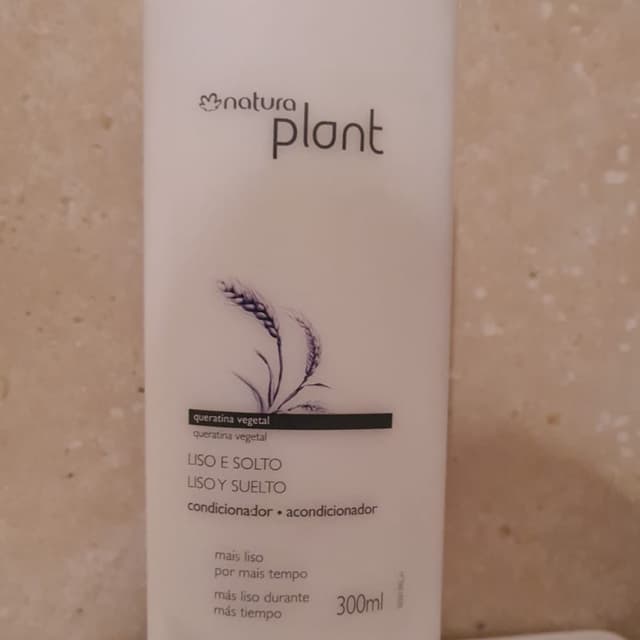 natura
plant
queratina vegetal
queratina vegetal
LISO E SOLTO
LISO Y SUELTO
condicionador • acondicionador
mais liso
por mais tempo
más liso durante
más tiempo
300ml